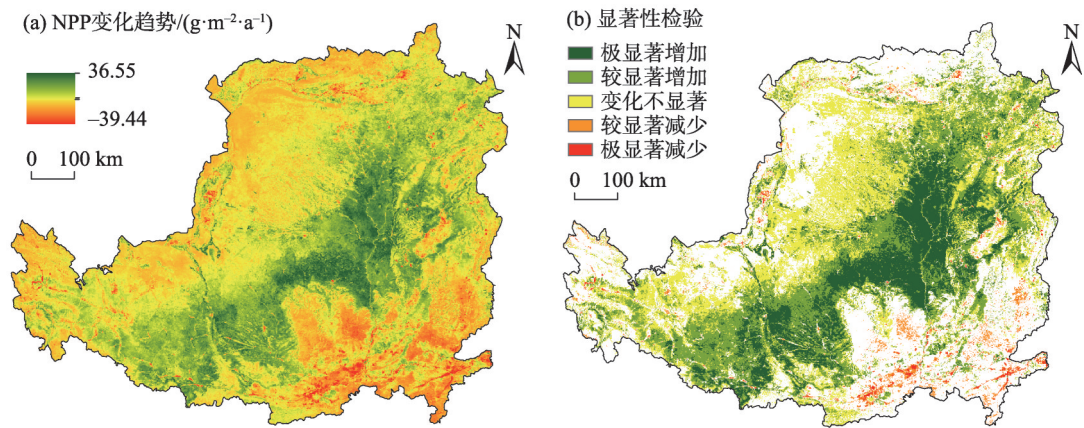 (a) NPP变化趋势/(g·m⁻²·a⁻¹)
N
36.55
−39.44
0 100 km
(b) 显著性检验
N
极显著增加
较显著增加
变化不显著
较显著减少
极显著减少
0 100 km